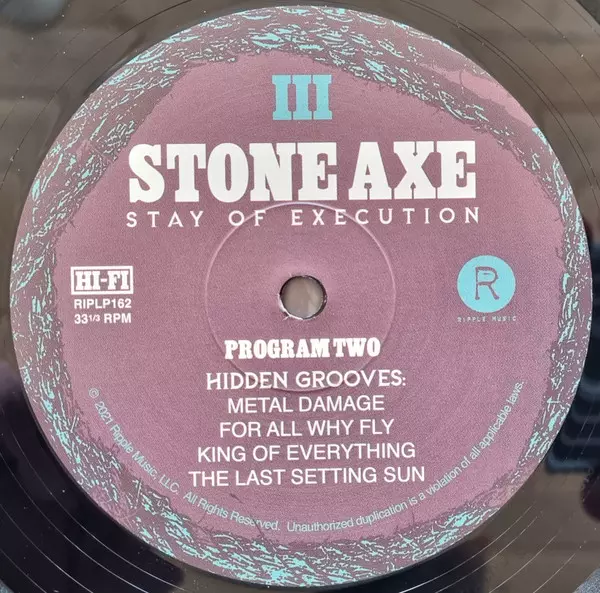 III
STONE AXE
STAY OF EXECUTION
HI-FI
RIPLP162
33 1/3 RPM
R
RIPPLE MUSIC
PROGRAM TWO
HIDDEN GROOVES:
METAL DAMAGE
FOR ALL WHY FLY
KING OF EVERYTHING
THE LAST SETTING SUN
© 2021 Ripple Music, LLC. All Rights Reserved. Unauthorized duplication is a violation of all applicable laws.